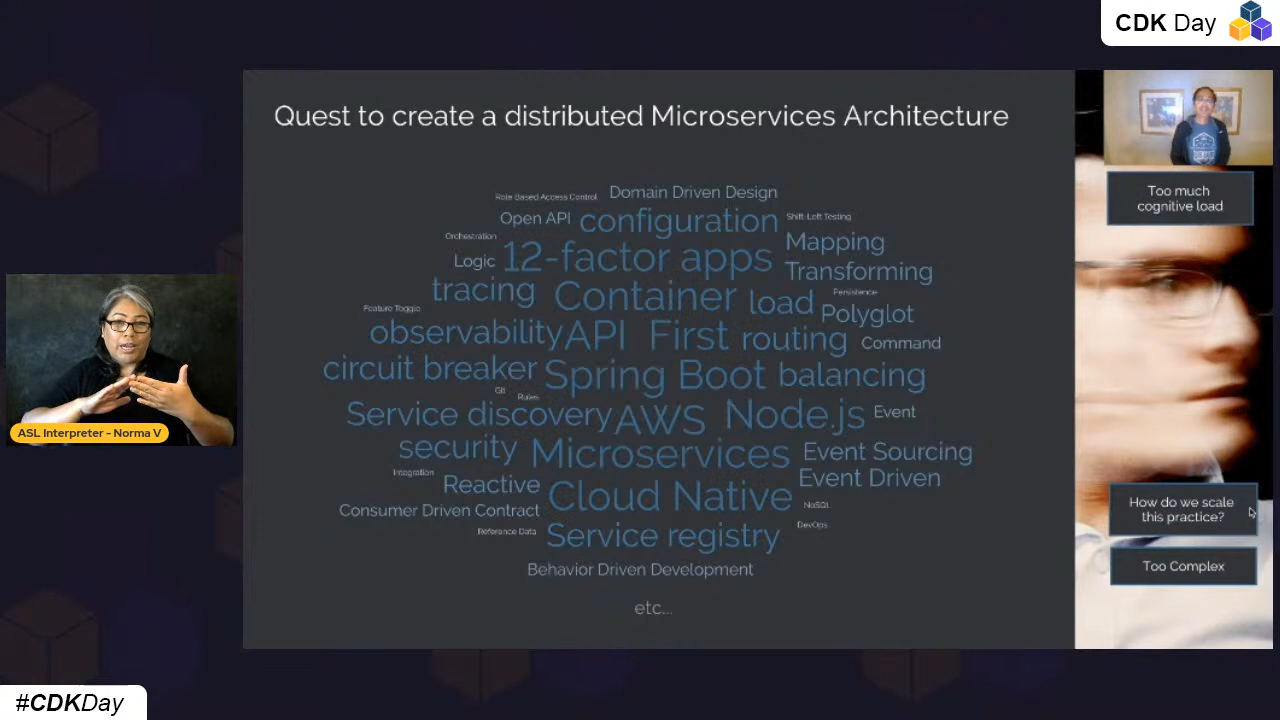 CDK Day
Quest to create a distributed Microservices Architecture
Too much
cognitive load
Role Based Access Control Domain Driven Design
Open API configuration Shift-Left Testing
Orchestration
Logic 12-factor apps Mapping
Transforming
tracing Container load Persistence
Polyglot
Feature Toggle
observability API First routing Command
circuit breaker Spring Boot balancing
Git Rules
Service discovery AWS Node.js Event
security Microservices Event Sourcing
Integration
Reactive Cloud Native Event Driven
Consumer Driven Contract NoSQL
Reference Data Service registry DevOps
Behavior Driven Development
etc...
How do we scale
this practice?
Too Complex
ASL Interpreter - Norma V
#CDKDay